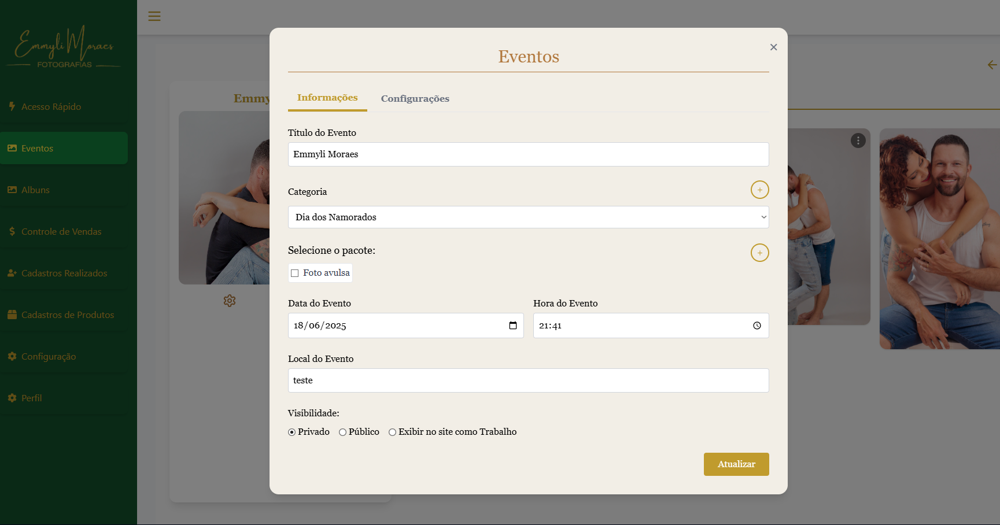 Emmyli Moraes
FOTOGRAFIAS
Acesso Rápido
Eventos
Albuns
Controle de Vendas
Cadastros Realizados
Cadastros de Produtos
Configuração
Perfil
Emmy
Eventos
Informações
Configurações
Título do Evento
Emmyli Moraes
Categoria
Dia dos Namorados
Selecione o pacote:
Foto avulsa
Data do Evento
Hora do Evento
18/06/2025
21:41
Local do Evento
teste
Visibilidade:
Privado Público Exibir no site como Trabalho
Atualizar